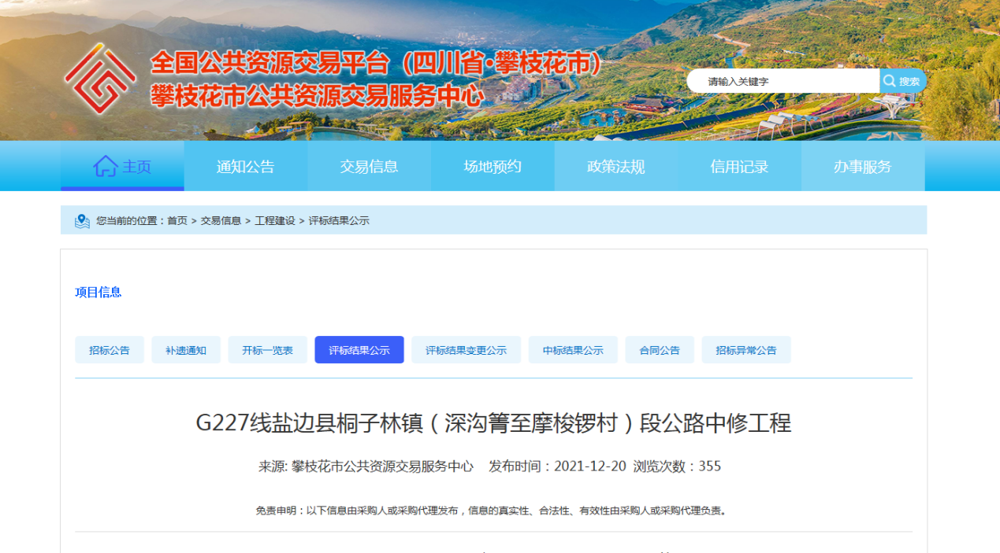 全国公共资源交易平台（四川省·攀枝花市）
攀枝花市公共资源交易服务中心
请输入关键字 搜索
主页 通知公告 交易信息 场地预约 政策法规 信用记录 办事服务
您当前的位置：首页 > 交易信息 > 工程建设 > 评标结果公示
项目信息
招标公告 补遗通知 开标一览表 评标结果公示 评标结果变更公示 中标结果公示 合同公告 招标异常公告
G227线盐边县桐子林镇（深沟箐至摩梭锣村）段公路中修工程
来源: 攀枝花市公共资源交易服务中心 发布时间：2021-12-20 浏览次数：355
免责申明：以下信息由采购人或采购代理发布，信息的真实性、合法性、有效性由采购人或采购代理负责。